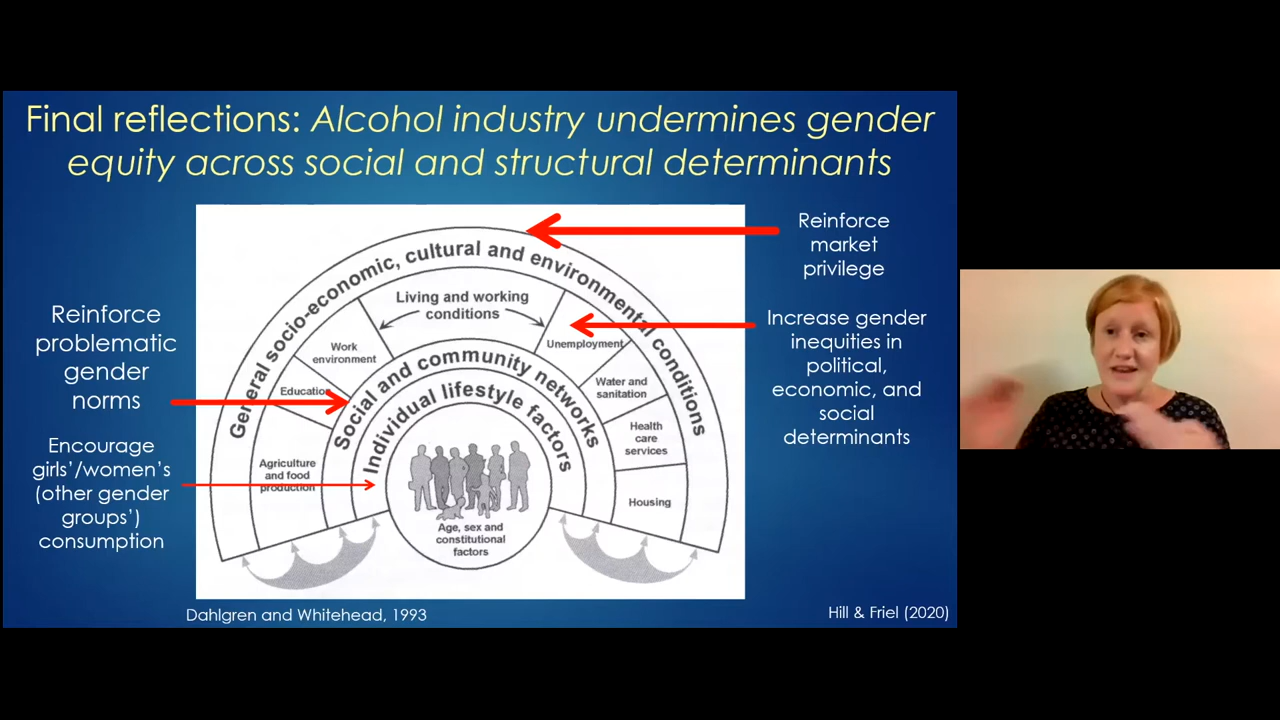 Final reflections: Alcohol industry undermines gender
equity across social and structural determinants
Reinforce
market
privilege
Increase gender
inequities in
political,
economic, and
social
determinants
Reinforce
problematic
gender
norms
Encourage
girls’/women’s
(other gender
groups’)
consumption
General socio-economic, cultural and environmental conditions
Living and working
conditions
Work
environment
Education
Agriculture
and food
production
Unemployment
Water and
sanitation
Health
care
services
Housing
Social and community networks
Individual lifestyle factors
Age, sex and
constitutional
factors
Dahlgren and Whitehead, 1993
Hill & Friel (2020)